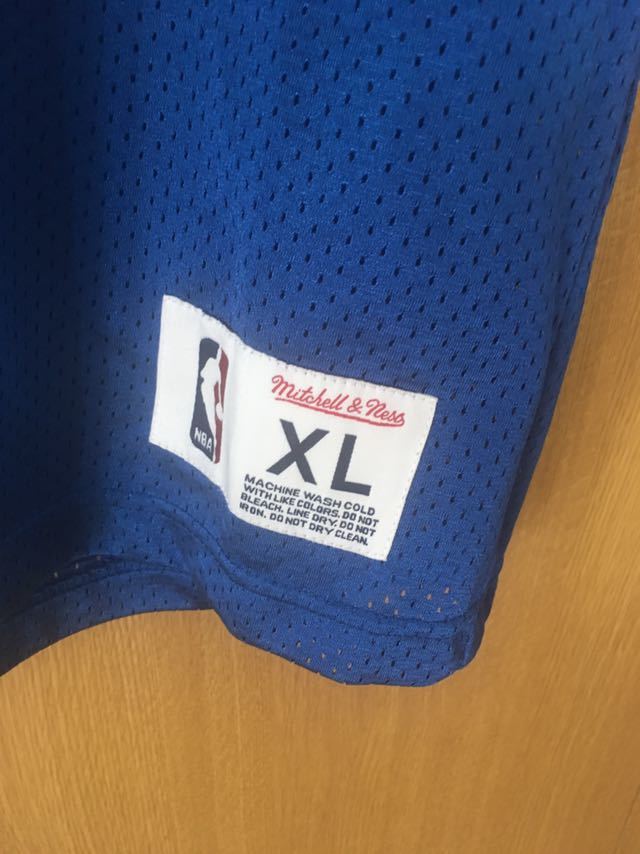 NBA
Mitchell & Ness
XL
MACHINE WASH COLD
WITH LIKE COLORS. DO NOT
BLEACH. LINE DRY. DO NOT
IRON. DO NOT DRY CLEAN.